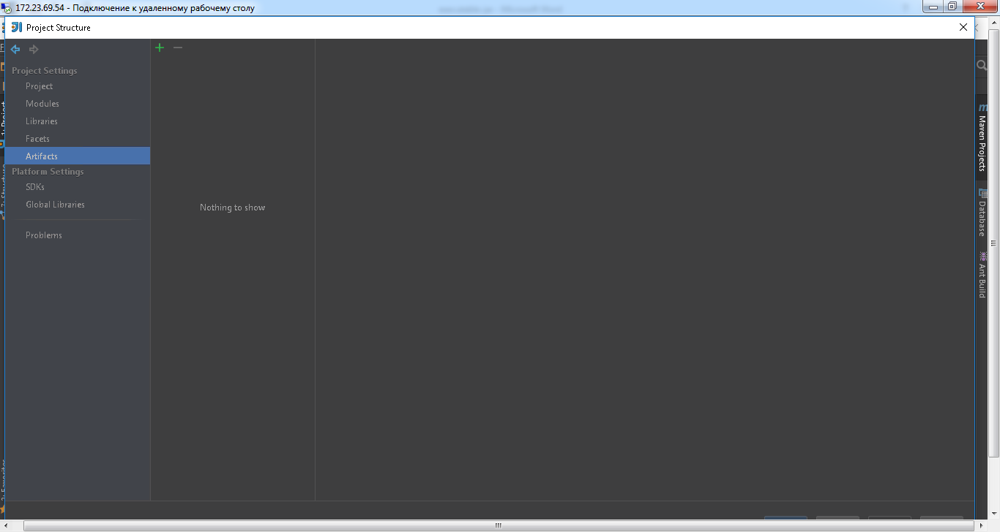 172.23.69.54 - Подключение к удаленному рабочему столу
Project Structure
Project Settings
Project
Modules
Libraries
Facets
Artifacts
Platform Settings
SDKs
Global Libraries
Problems
Nothing to show
Maven Projects
Database
Ant Build